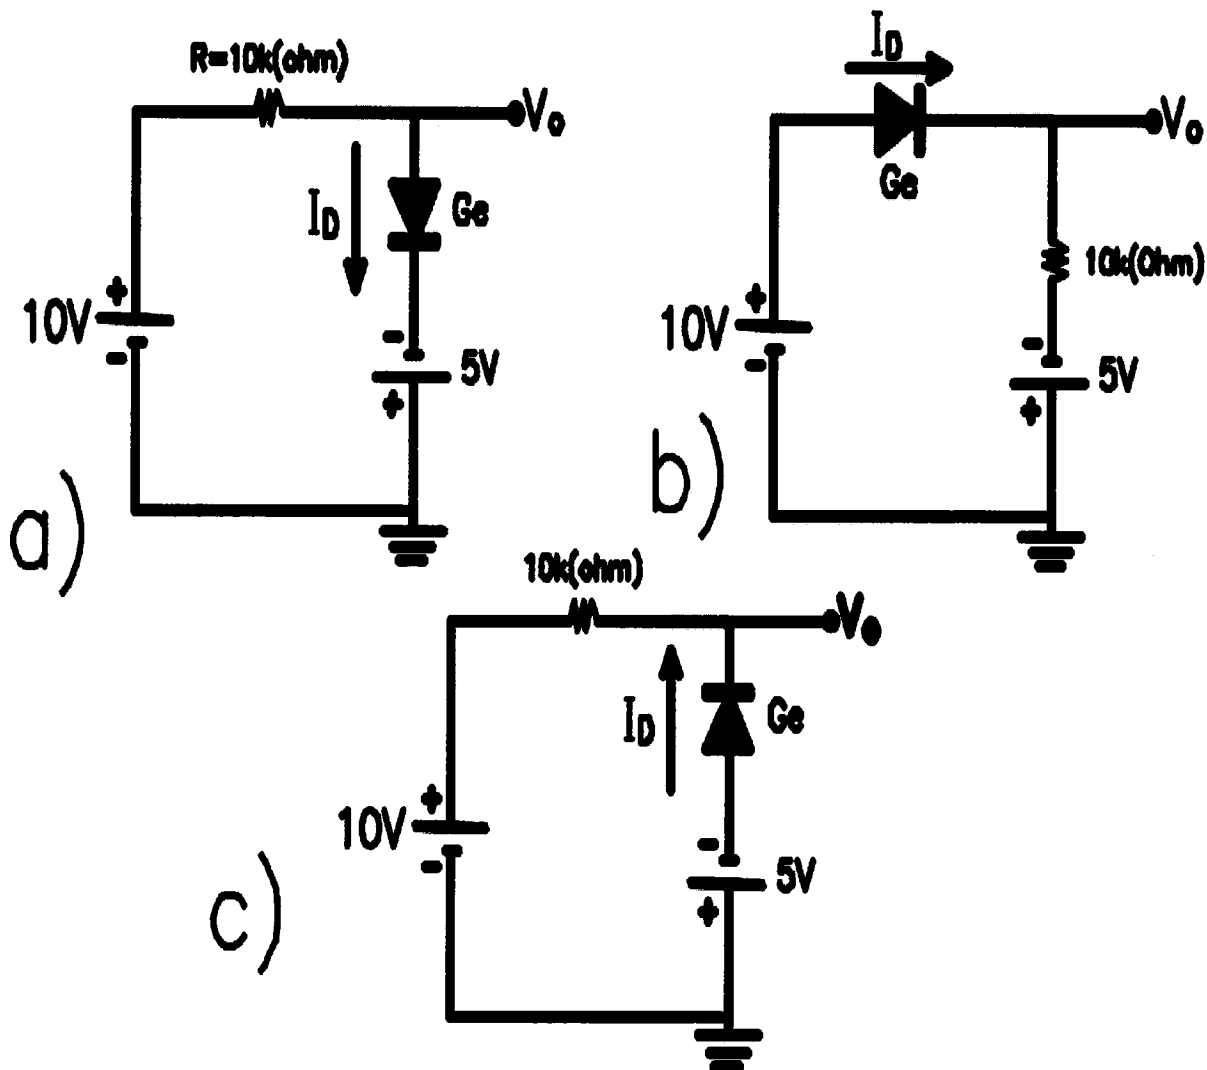 R=10k(ohm)
Vo
ID
Ge
+
10V
-
-
5V
+
a)
ID
Vo
Ge
10k(Ohm)
+
10V
-
-
5V
+
b)
10k(ohm)
Vo
ID
Ge
+
10V
-
-
5V
+
c)